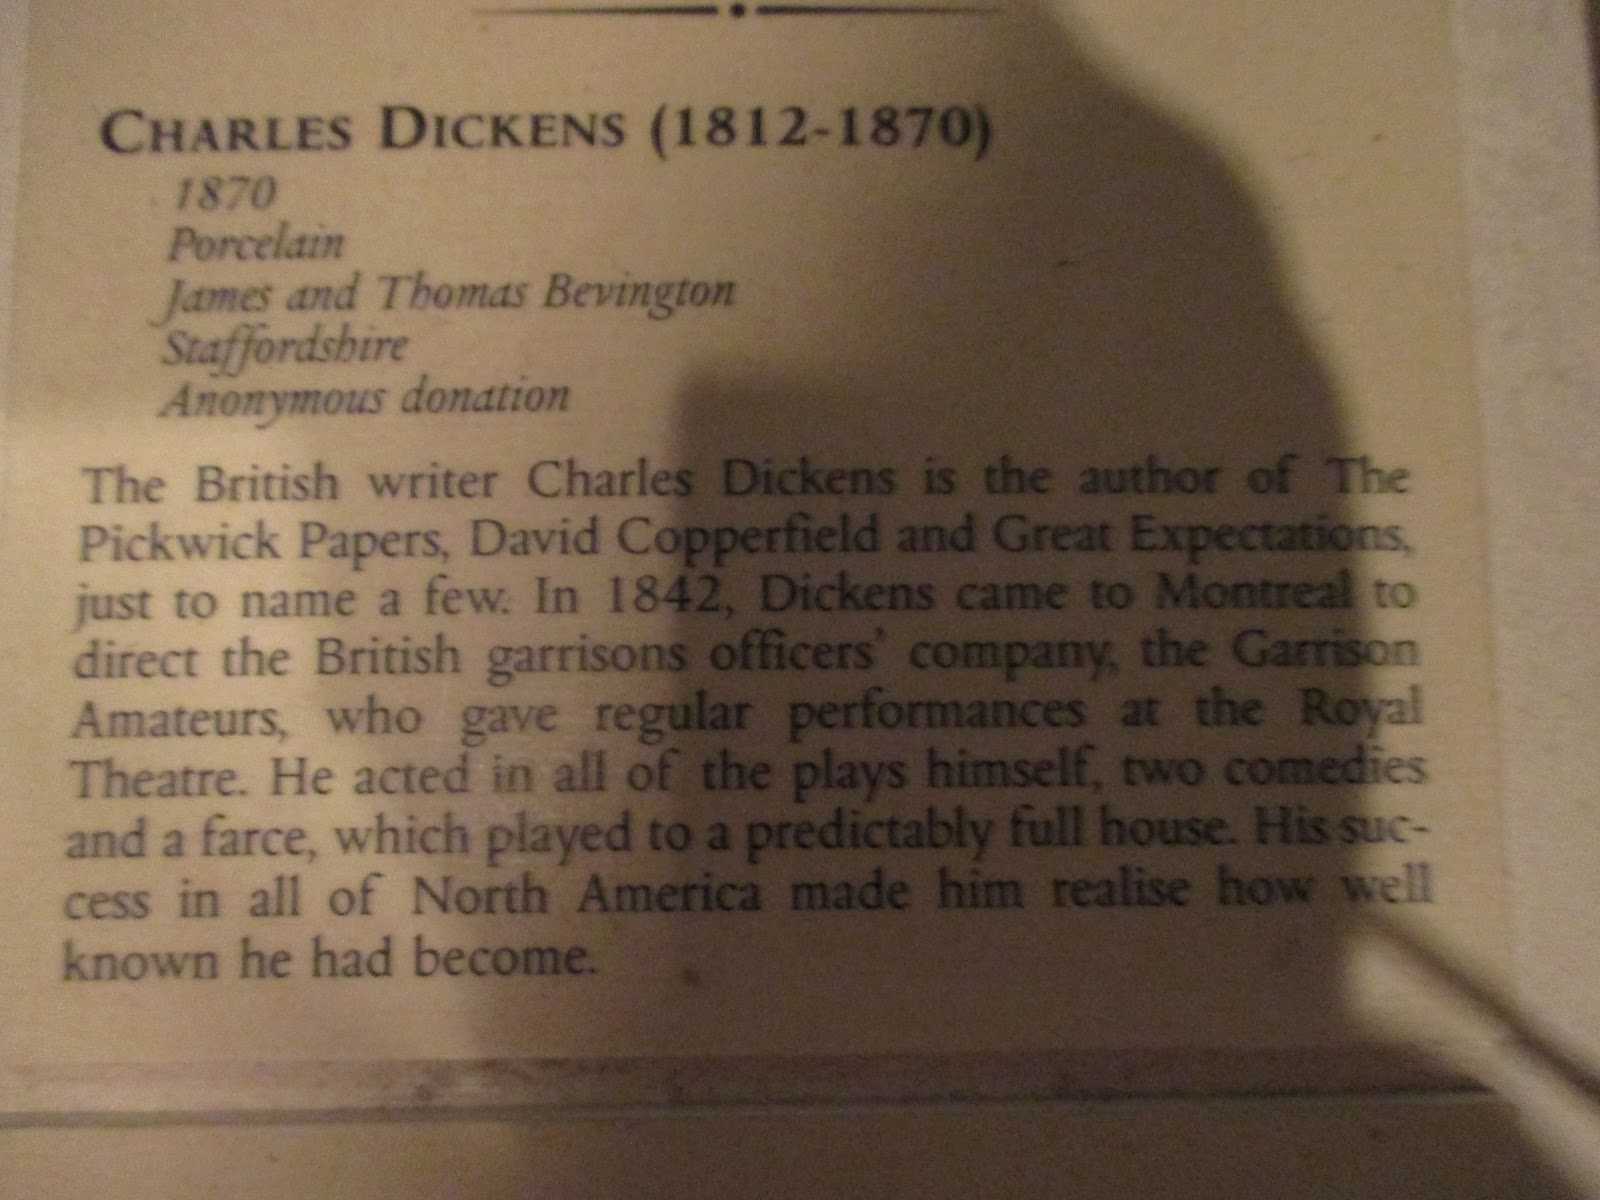 CHARLES DICKENS (1812-1870)
1870
Porcelain
James and Thomas Bevington
Staffordshire
Anonymous donation
The British writer Charles Dickens is the author of The
Pickwick Papers, David Copperfield and Great Expectations,
just to name a few. In 1842, Dickens came to Montreal to
direct the British garrisons officers' company, the Garrison
Amateurs, who gave regular performances at the Royal
Theatre. He acted in all of the plays himself, two comedies
and a farce, which played to a predictably full house. His suc-
cess in all of North America made him realise how well
known he had become.